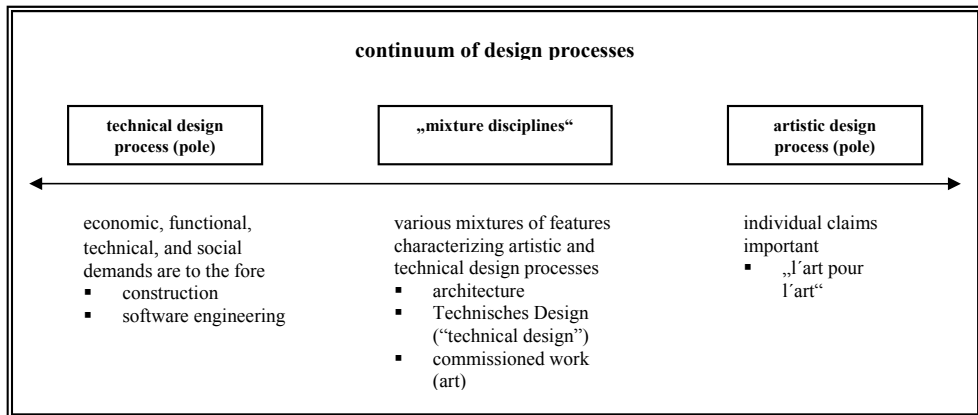 continuum of design processes
technical design
process (pole)
„mixture disciplines“
artistic design
process (pole)
economic, functional,
technical, and social
demands are to the fore
▪ construction
▪ software engineering
various mixtures of features
characterizing artistic and
technical design processes
▪ architecture
▪ Technisches Design
(“technical design”)
▪ commissioned work
(art)
individual claims
important
▪ „l´art pour
l´art“